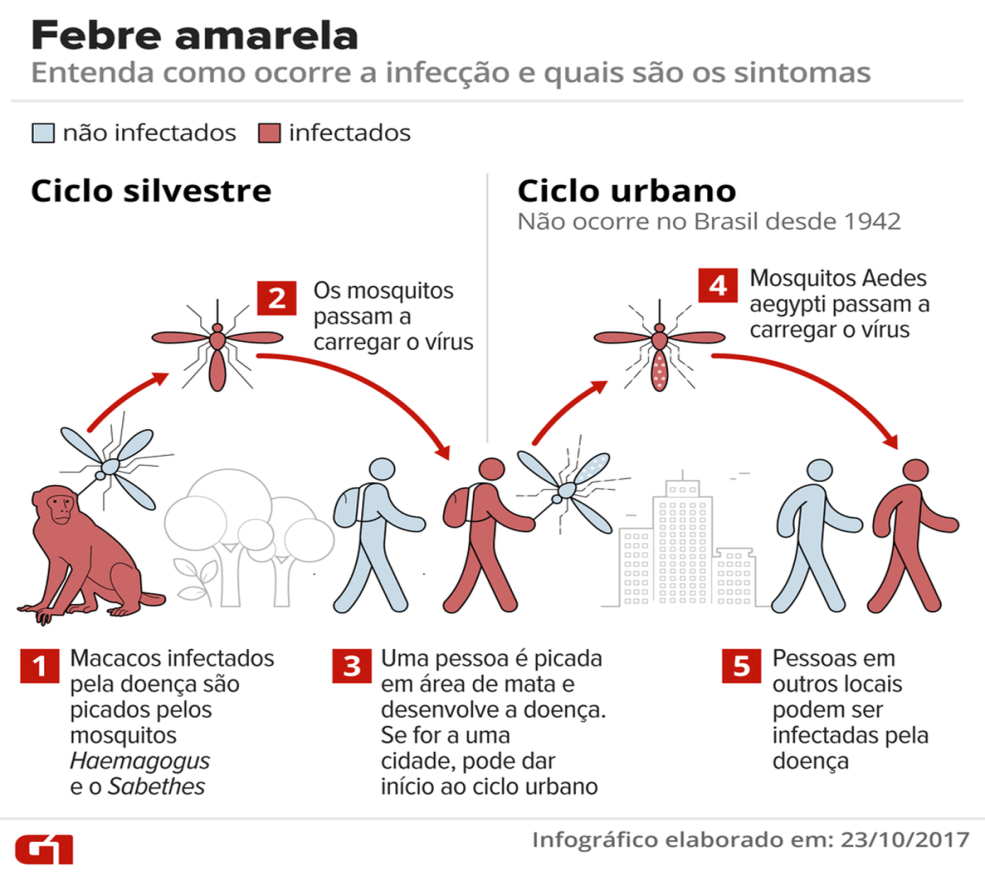 Febre amarela
Entenda como ocorre a infecção e quais são os sintomas
não infectados
infectados
Ciclo silvestre
2
Os mosquitos
passam a
carregar o vírus
1
Macacos infectados
pela doença são
picados pelos
mosquitos
Haemagogus
e o Sabethes
3
Uma pessoa é picada
em área de mata e
desenvolve a doença.
Se for a uma
cidade, pode dar
início ao ciclo urbano
Ciclo urbano
Não ocorre no Brasil desde 1942
4
Mosquitos Aedes
aegypti passam a
carregar o vírus
5
Pessoas em
outros locais
podem ser
infectadas pela
doença
G1
Infográfico elaborado em: 23/10/2017